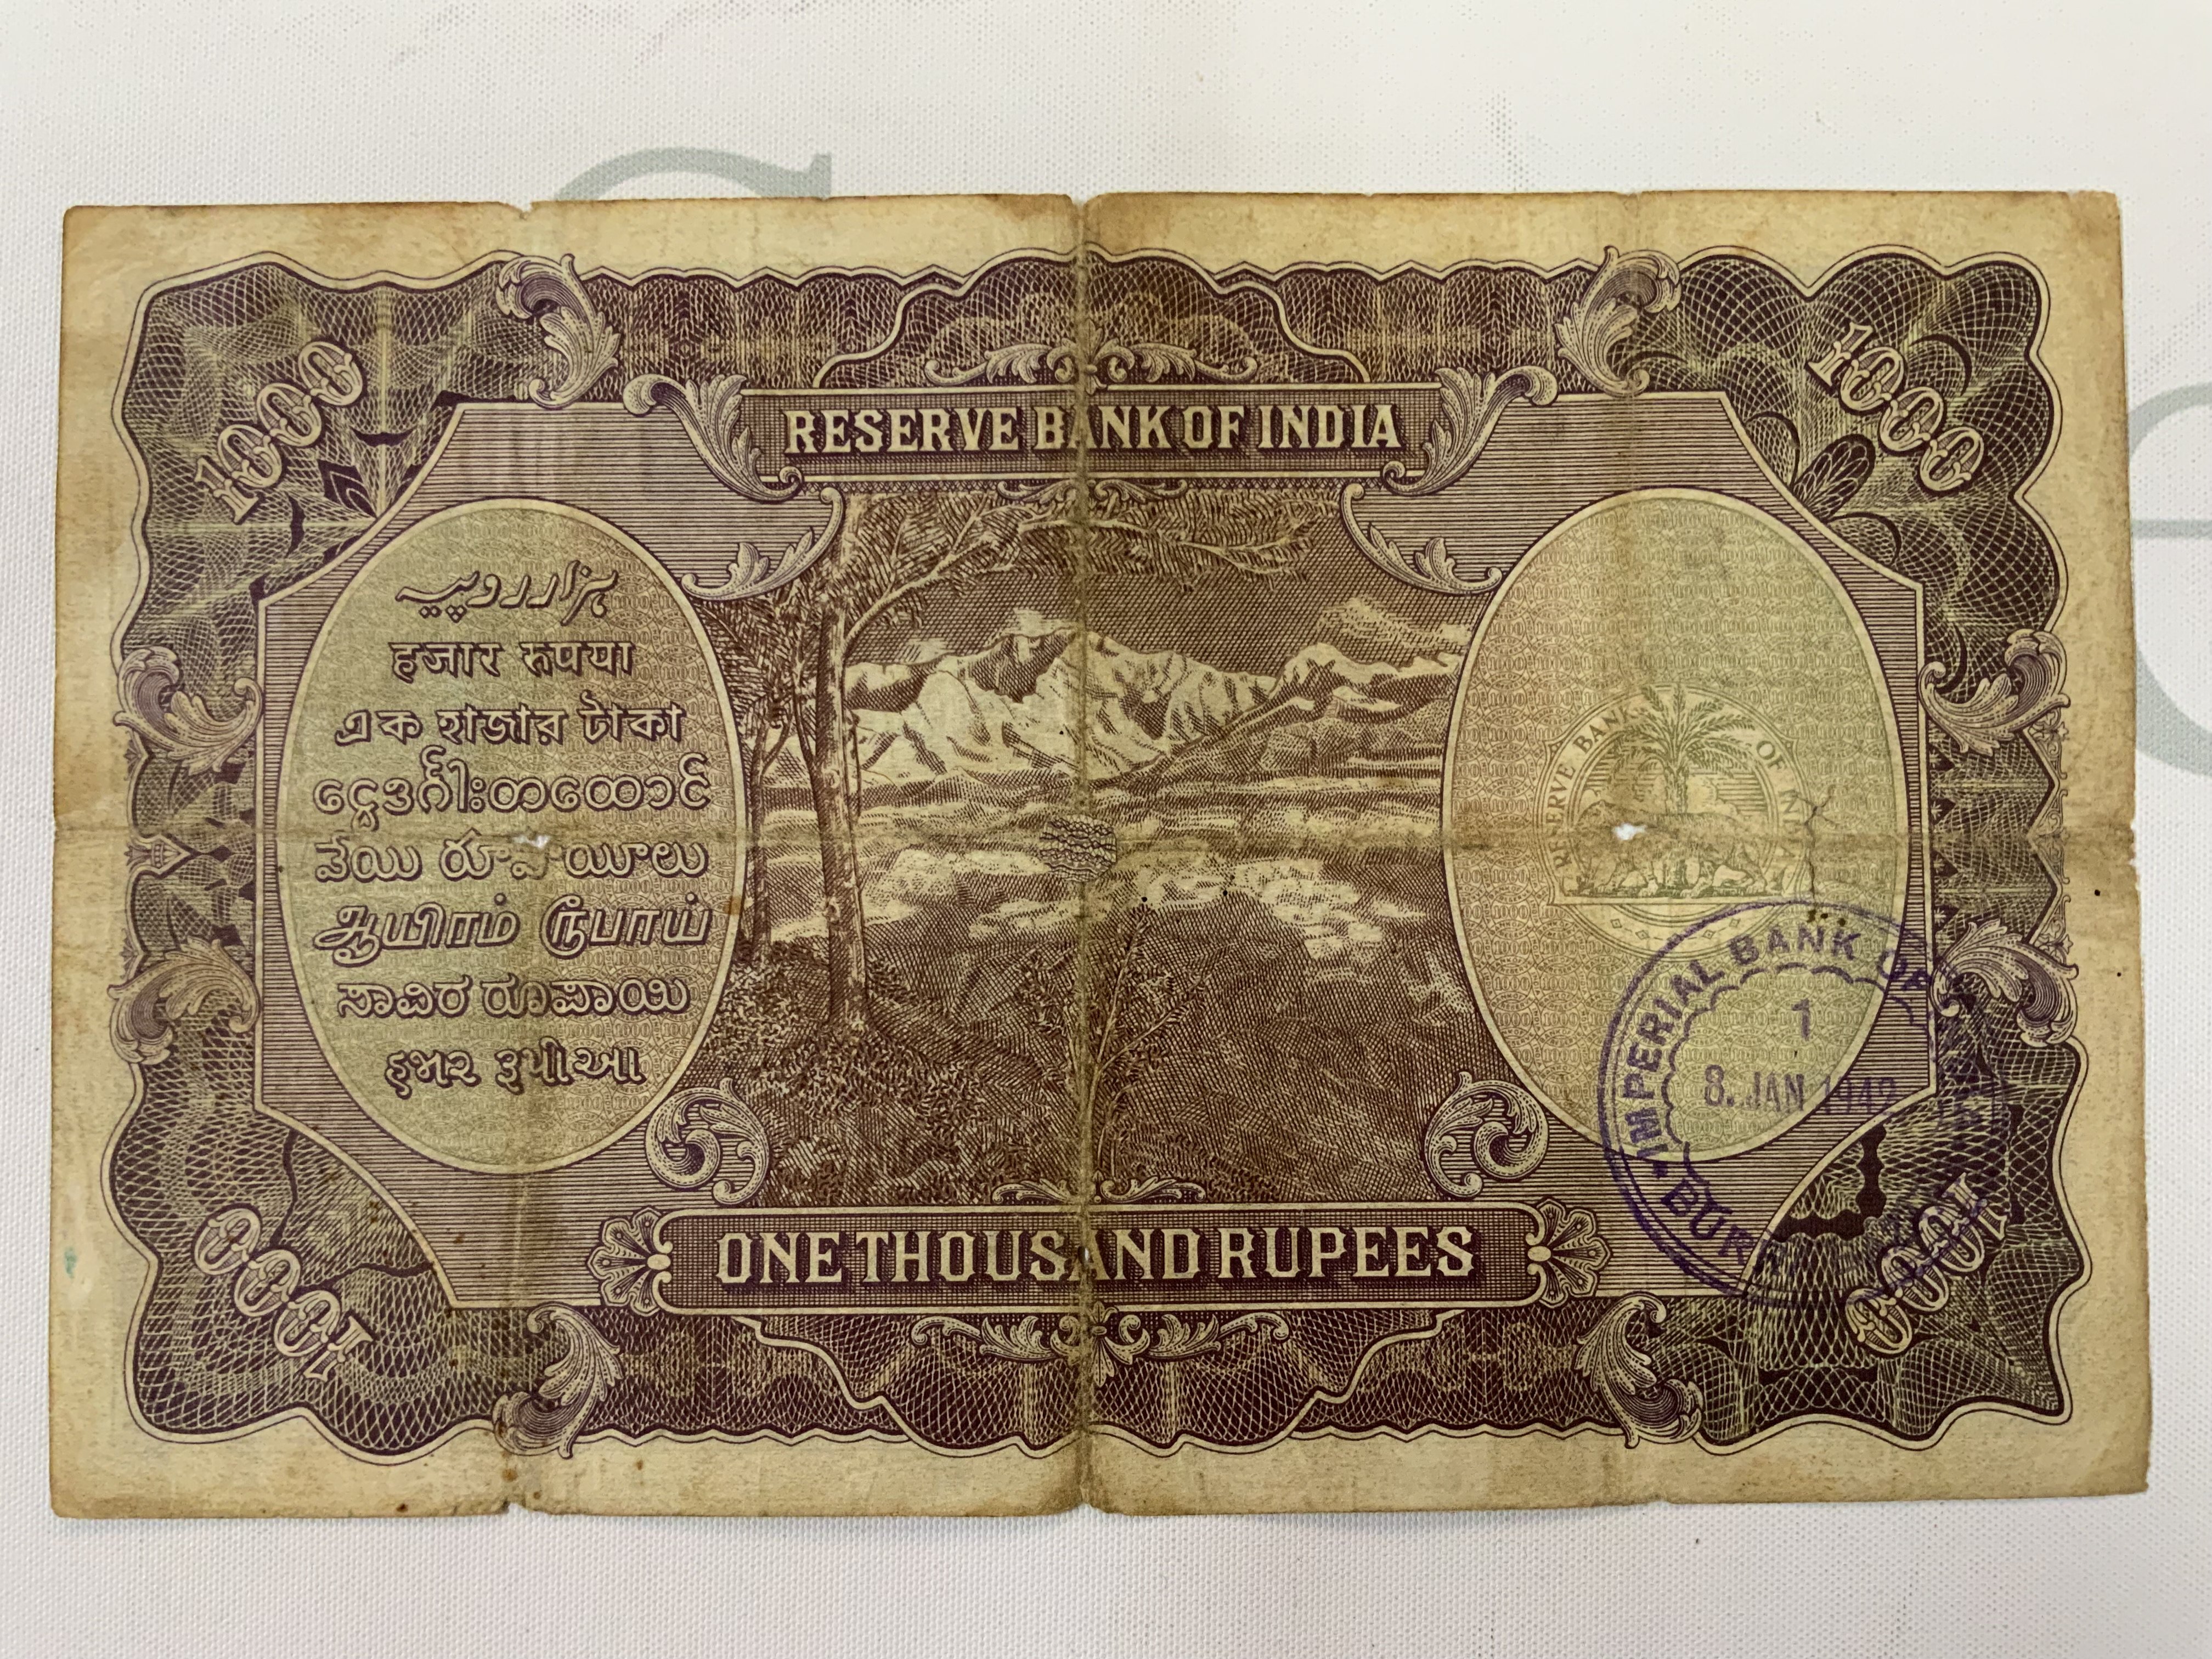 1000
1000
RESERVE BANK OF INDIA
ہزار روپیہ
हजार रुपया
এক হাজার টাকা
ငွေဒင်္ဂါးတထောင်
వేయి రూపాయిలు
ஆயிரம் ரூபாய்
ಸಾವಿರ ರೂಪಾಯಿ
હજાર રૂપીઆ
RESERVE BANK OF INDIA
IMPERIAL BANK OF
1
8. JAN 1942
ONE THOUSAND RUPEES
1000
1000